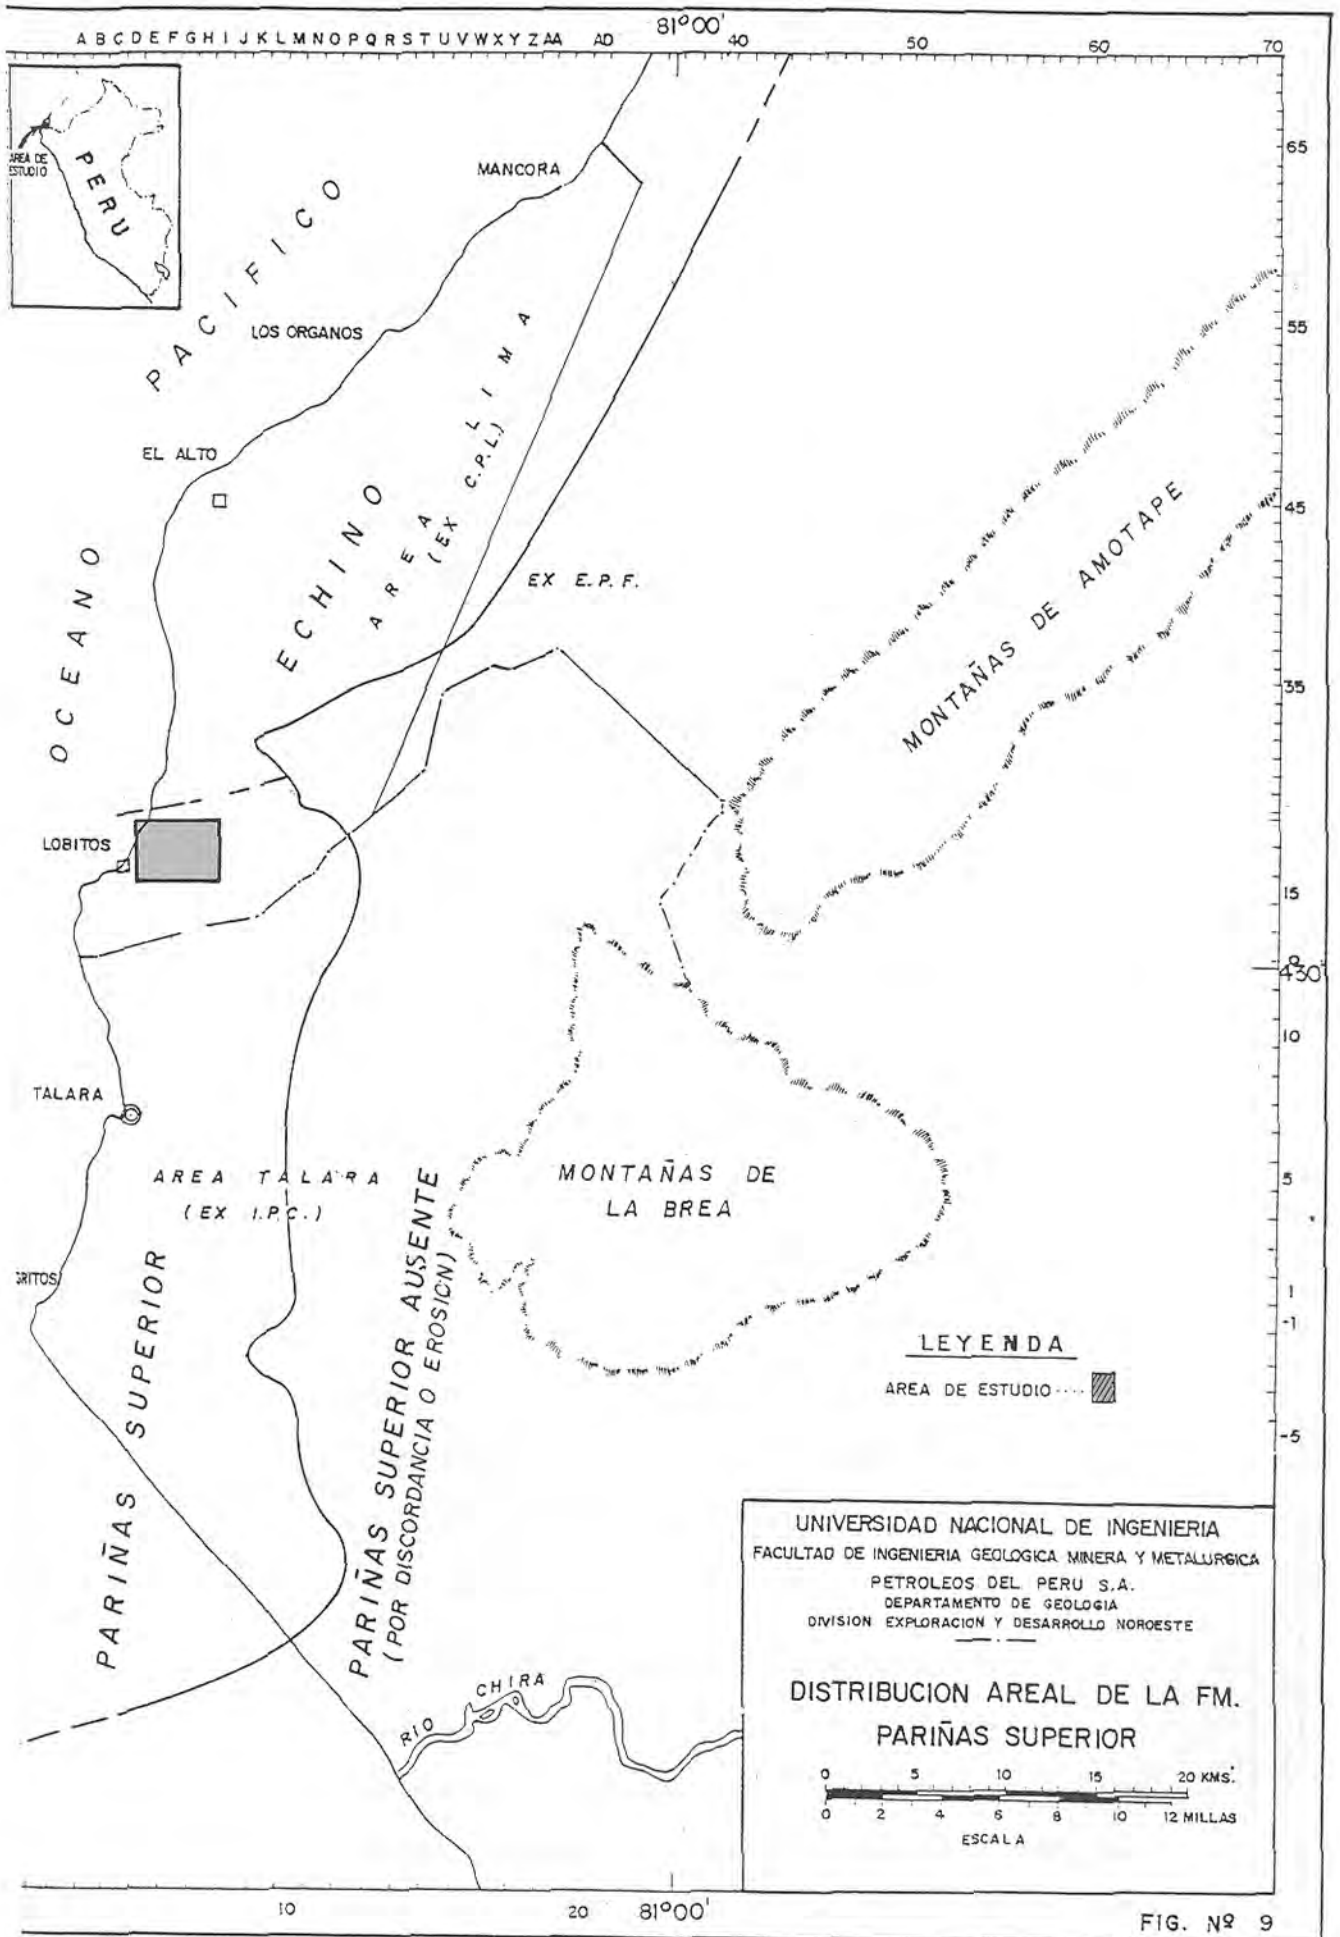 81°00'
A B C D E F G H I J K L M N O P Q R S T U V W X Y Z AA AD 40 50 60 70
AREA DE
ESTUDIO
PERU
65
MANCORA
OCEANO PACIFICO
LOS ORGANOS
55
EL ALTO
ECHINO
AREA LIMA
(EX C.P.L.)
45
EX E.P.F.
MONTAÑAS DE AMOTAPE
35
LOBITOS
15
430'
10
TALARA
AREA TALARA
(EX I.P.C.)
MONTAÑAS DE
LA BREA
5
GRITOS
1
-1
PARIÑAS SUPERIOR
PARIÑAS SUPERIOR AUSENTE
(POR DISCORDANCIA O EROSION)
LEYENDA
AREA DE ESTUDIO ....
-5
RIO CHIRA
UNIVERSIDAD NACIONAL DE INGENIERIA
FACULTAD DE INGENIERIA GEOLOGICA MINERA Y METALURGICA
PETROLEOS DEL PERU S.A.
DEPARTAMENTO DE GEOLOGIA
DIVISION EXPLORACION Y DESARROLLO NOROESTE
DISTRIBUCION AREAL DE LA FM.
PARIÑAS SUPERIOR
0 5 10 15 20 KMS.
0 2 4 6 8 10 12 MILLAS
ESCALA
10 20 81°00'
FIG. Nº 9